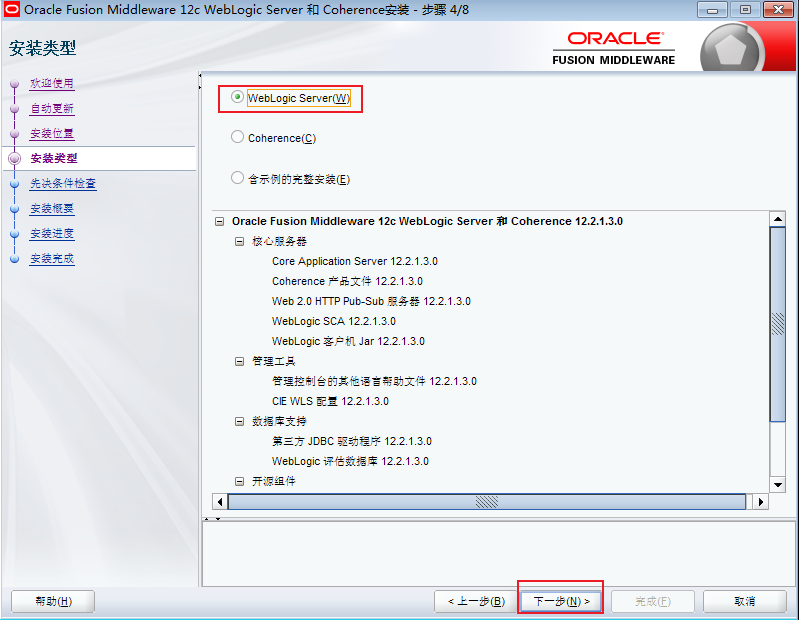 Oracle Fusion Middleware 12c WebLogic Server 和 Coherence安装 - 步骤 4/8
安装类型
ORACLE
FUSION MIDDLEWARE
欢迎使用
自动更新
安装位置
安装类型
先决条件检查
安装概要
安装进度
安装完成
WebLogic Server(W)
Coherence(C)
含示例的完整安装(E)
Oracle Fusion Middleware 12c WebLogic Server 和 Coherence 12.2.1.3.0
核心服务器
Core Application Server 12.2.1.3.0
Coherence 产品文件 12.2.1.3.0
Web 2.0 HTTP Pub-Sub 服务器 12.2.1.3.0
WebLogic SCA 12.2.1.3.0
WebLogic 客户机 Jar 12.2.1.3.0
管理工具
管理控制台的其他语言帮助文件 12.2.1.3.0
CIE WLS 配置 12.2.1.3.0
数据库支持
第三方 JDBC 驱动程序 12.2.1.3.0
WebLogic 评估数据库 12.2.1.3.0
开源组件
帮助(H)
< 上一步(B)
下一步(N) >
完成(F)
取消